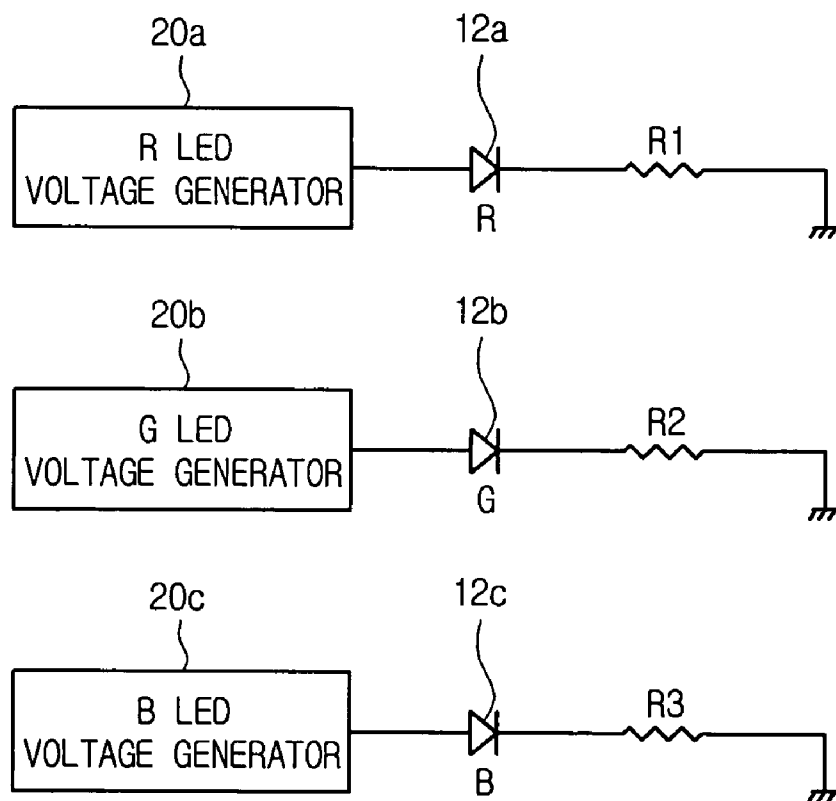 20a 12a
R LED
VOLTAGE GENERATOR
R1
R
20b 12b
G LED
VOLTAGE GENERATOR
R2
G
20c 12c
B LED
VOLTAGE GENERATOR
R3
B